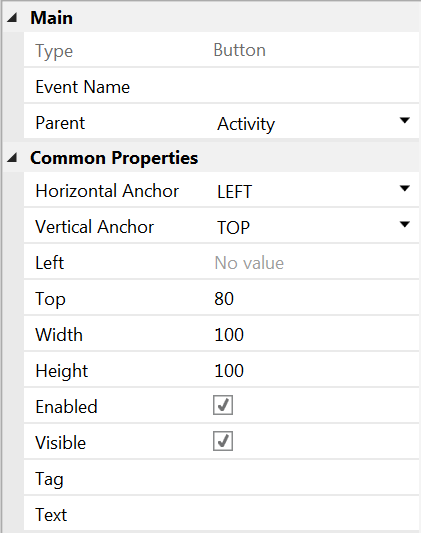 Main
Type Button
Event Name
Parent Activity
Common Properties
Horizontal Anchor LEFT
Vertical Anchor TOP
Left No value
Top 80
Width 100
Height 100
Enabled
Visible
Tag
Text